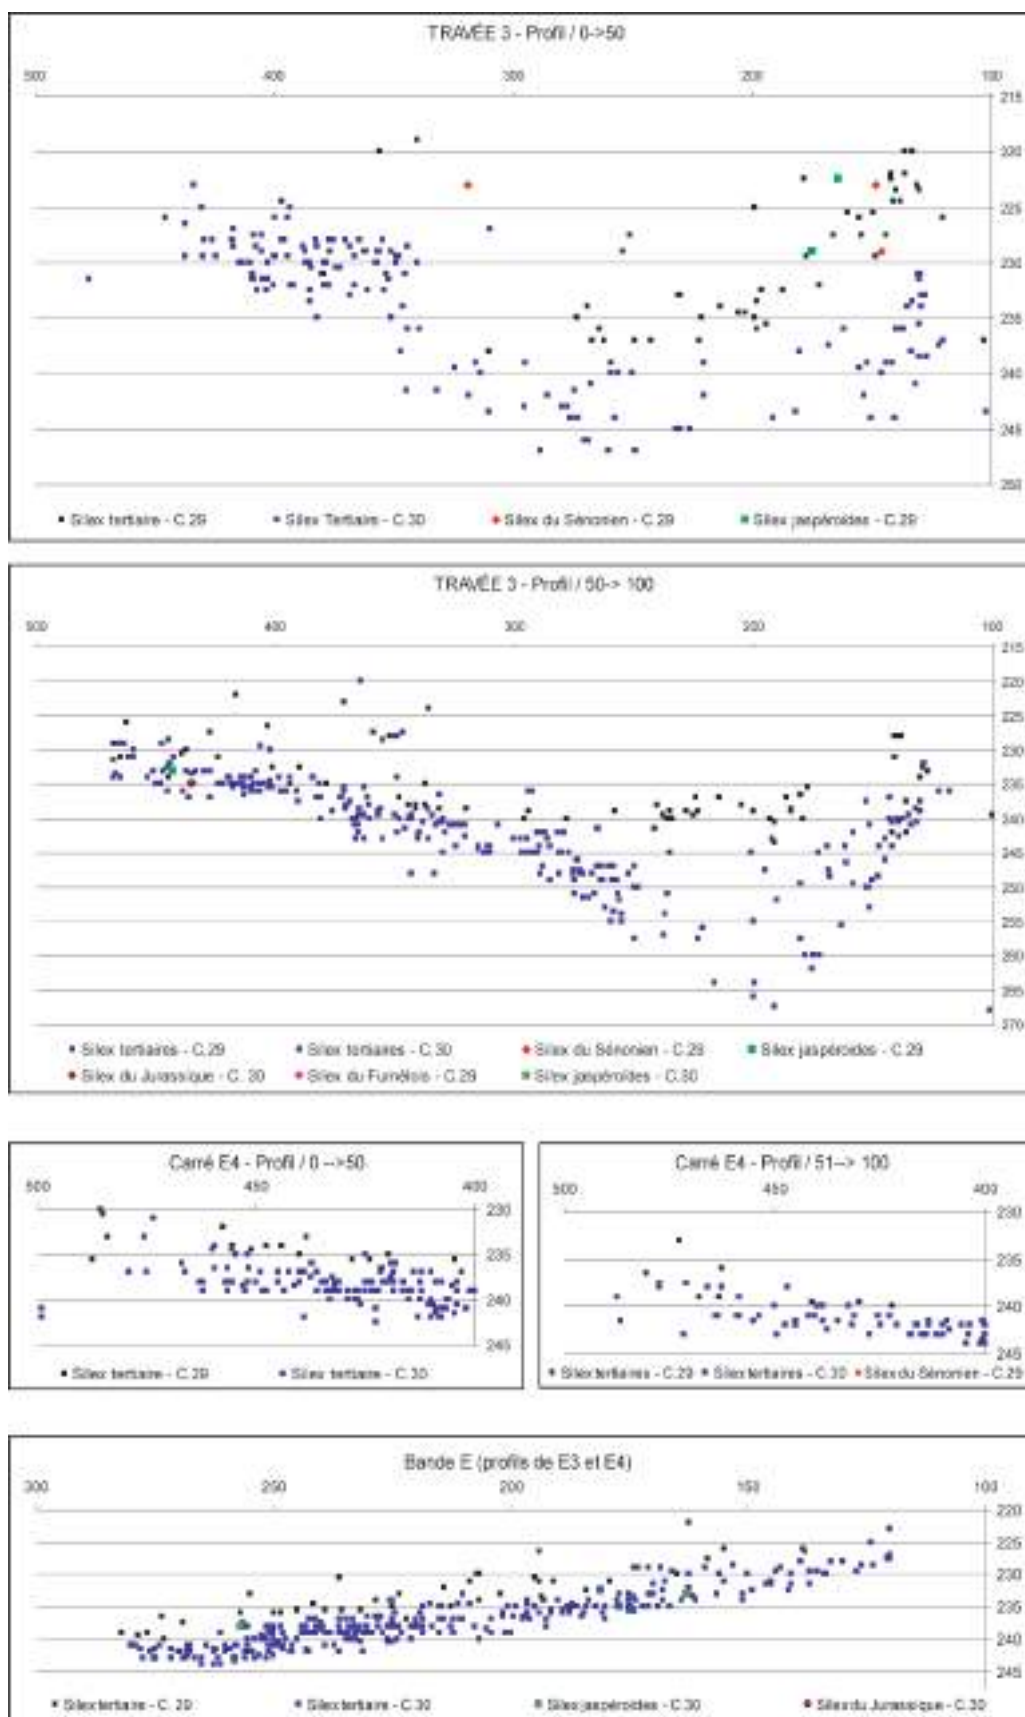 TRAVÉE 3 - Profil / 0->50
500 400 300 200 100
215
220
225
230
235
240
245
250
Silex tertiaire - C.29 Silex Tertiaire - C.30 Silex du Sénonien - C.29 Silex jaspéroides - C.29
TRAVÉE 3 - Profil / 50-> 100
500 400 300 200 100
215
220
225
230
235
240
245
250
255
260
265
270
Silex tertiaires - C.29 Silex tertiaires - C.30 Silex du Sénonien - C.29 Silex jaspéroides - C.29
Silex du Jurassique - C. 30 Silex du Fumélois - C.29 Silex jaspéroides - C.30
Carré E4 - Profil / 0 -->50
500 450 400
230
235
240
245
Silex tertiaire - C.29 Silex tertiaire - C.30
Carré E4 - Profil / 51--> 100
500 450 400
230
235
240
245
Silex tertiaires - C.29 Silex tertiaires - C.30 Silex du Sénonien - C.29
Bande E (profils de E3 et E4)
300 250 200 150 100
220
225
230
235
240
245
Silex tertiaire - C. 29 Silex tertiaire - C.30 Silex jaspéroides - C.30 Silex du Jurassique - C.30